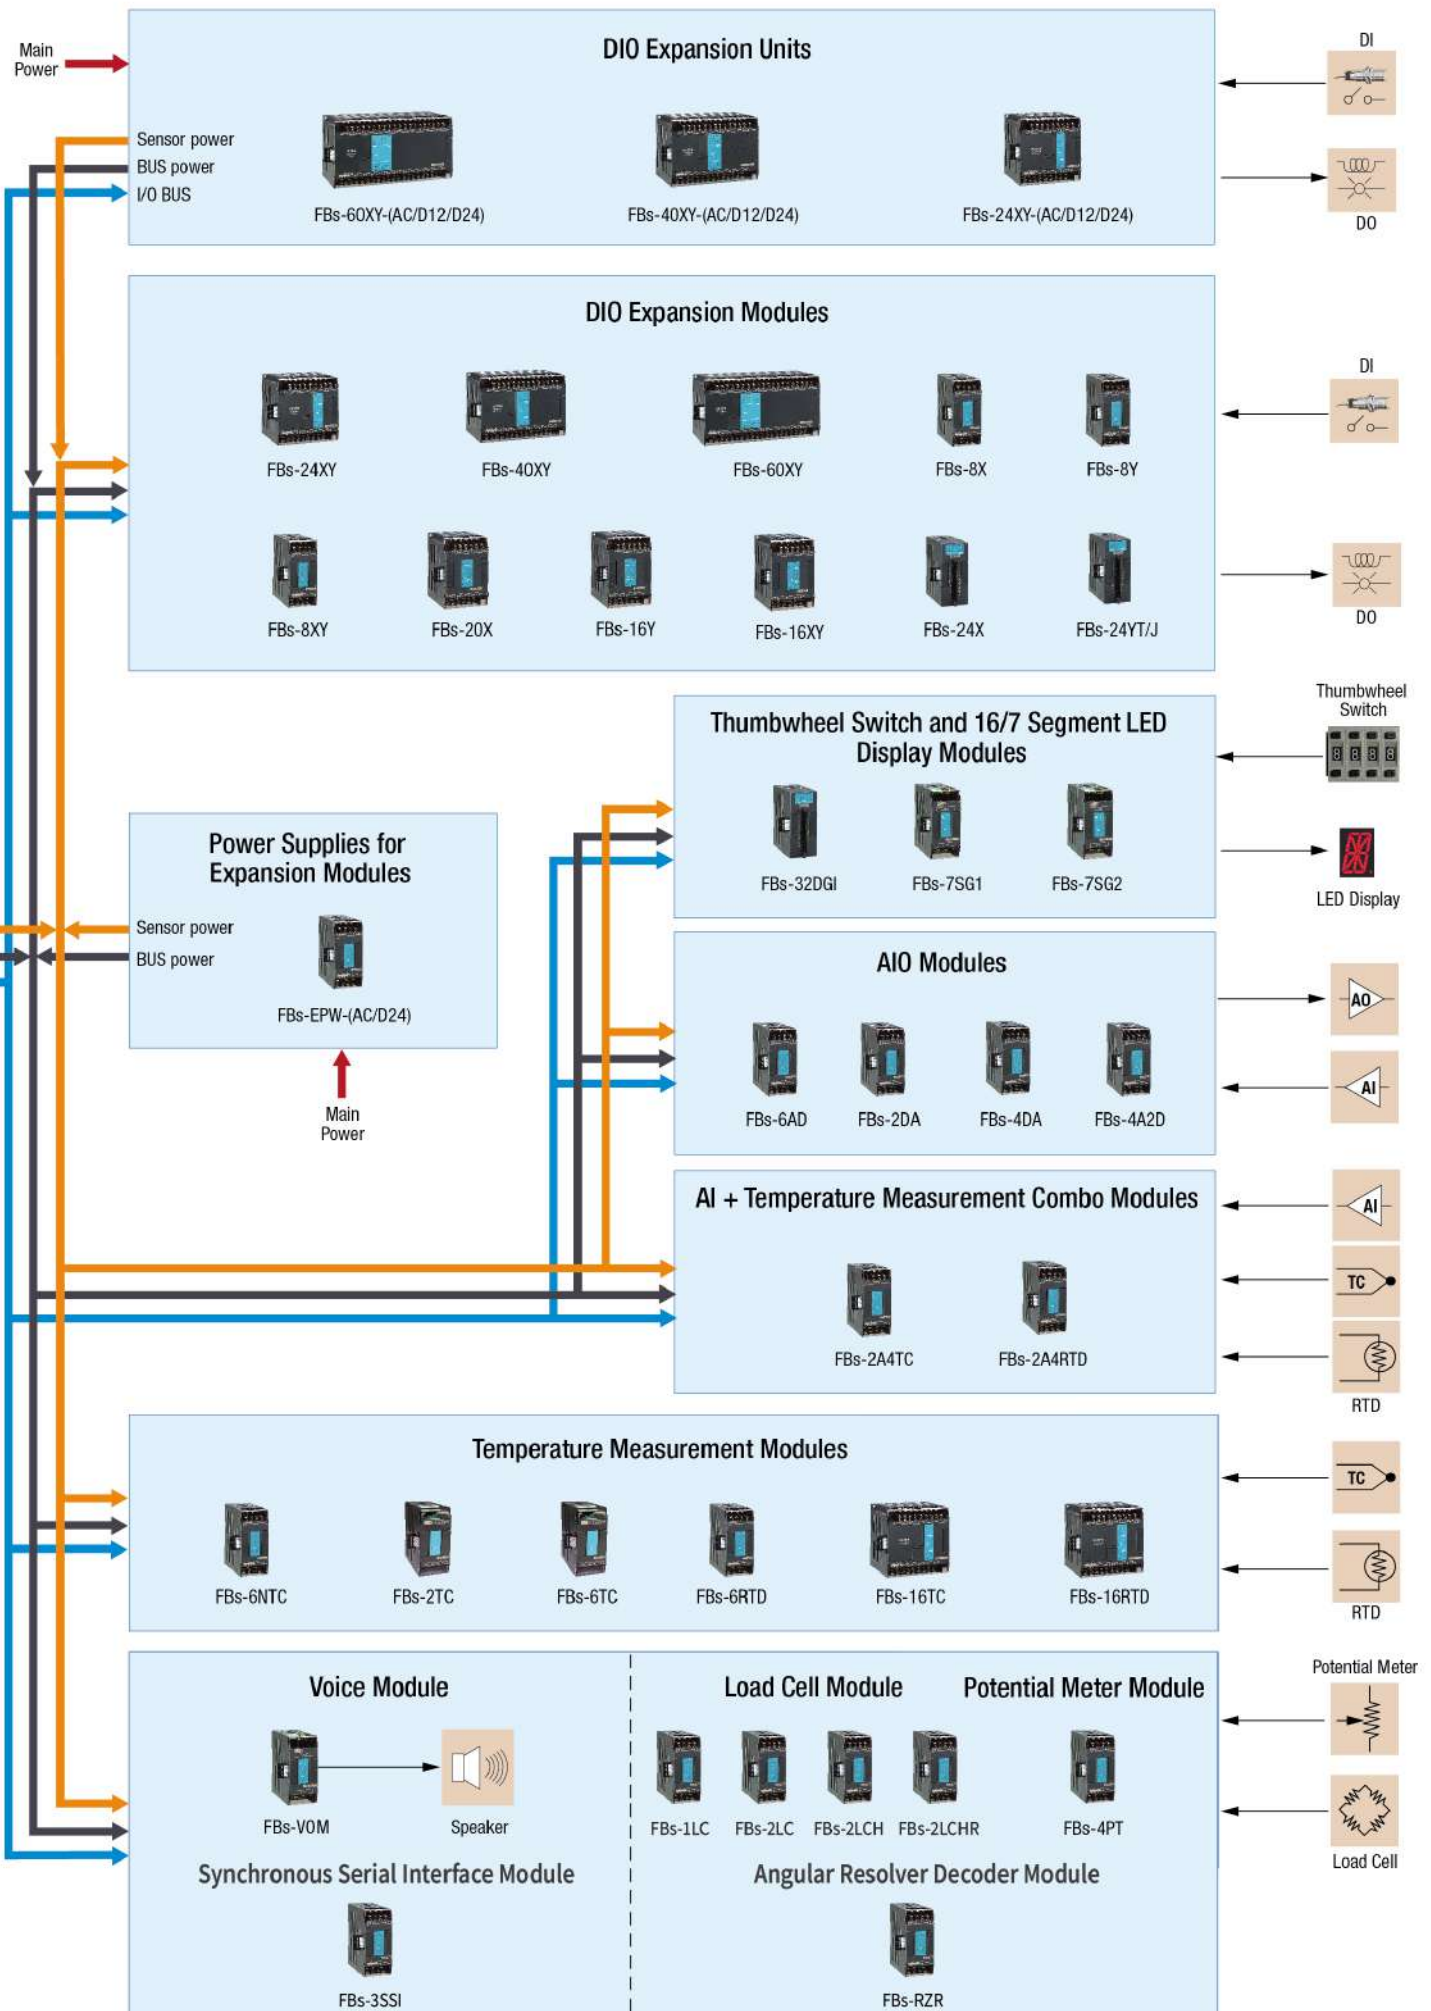 Main
Power
DIO Expansion Units
DI
Sensor power
BUS power
I/O BUS
FBs-60XY-(AC/D12/D24)
FBs-40XY-(AC/D12/D24)
FBs-24XY-(AC/D12/D24)
DO
DIO Expansion Modules
DI
FBs-24XY
FBs-40XY
FBs-60XY
FBs-8X
FBs-8Y
FBs-8XY
FBs-20X
FBs-16Y
FBs-16XY
FBs-24X
FBs-24YT/J
DO
Thumbwheel Switch and 16/7 Segment LED
Display Modules
Thumbwheel
Switch
FBs-32DGI
FBs-7SG1
FBs-7SG2
LED Display
Power Supplies for
Expansion Modules
Sensor power
BUS power
FBs-EPW-(AC/D24)
Main
Power
AIO Modules
AO
AI
FBs-6AD
FBs-2DA
FBs-4DA
FBs-4A2D
AI + Temperature Measurement Combo Modules
AI
TC
FBs-2A4TC
FBs-2A4RTD
RTD
Temperature Measurement Modules
TC
FBs-6NTC
FBs-2TC
FBs-6TC
FBs-6RTD
FBs-16TC
FBs-16RTD
RTD
Voice Module
Load Cell Module
Potential Meter Module
Potential Meter
FBs-VOM
Speaker
FBs-1LC
FBs-2LC
FBs-2LCH
FBs-2LCHR
FBs-4PT
Load Cell
Synchronous Serial Interface Module
Angular Resolver Decoder Module
FBs-3SSI
FBs-RZR